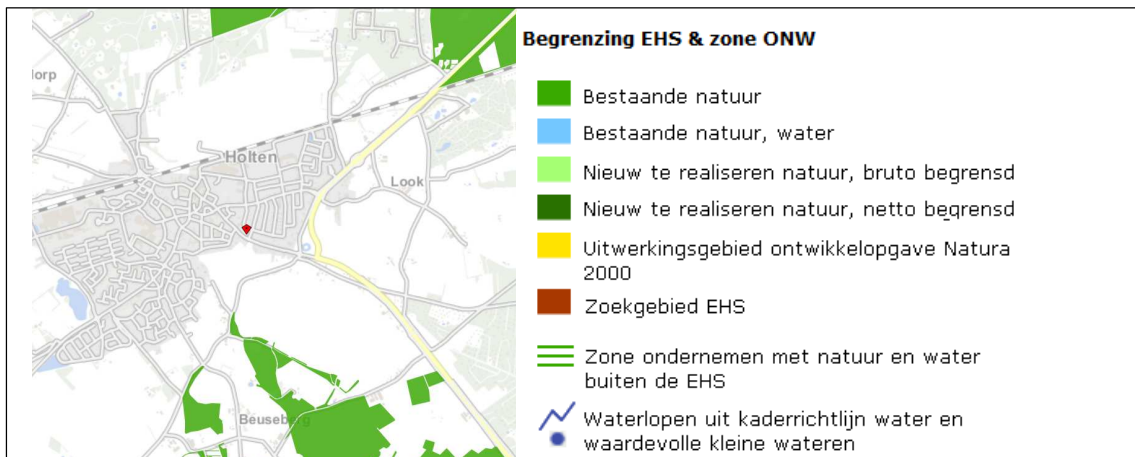 Begrenzing EHS & zone ONW
Bestaande natuur
Bestaande natuur, water
Nieuw te realiseren natuur, bruto begrensd
Nieuw te realiseren natuur, netto begrensd
Uitwerkingsgebied ontwikkelopgave Natura
2000
Zoekgebied EHS
Zone ondernemen met natuur en water
buiten de EHS
Waterlopen uit kaderrichtlijn water en
waardevolle kleine wateren
dorp
Holten
Look
Beuseberg